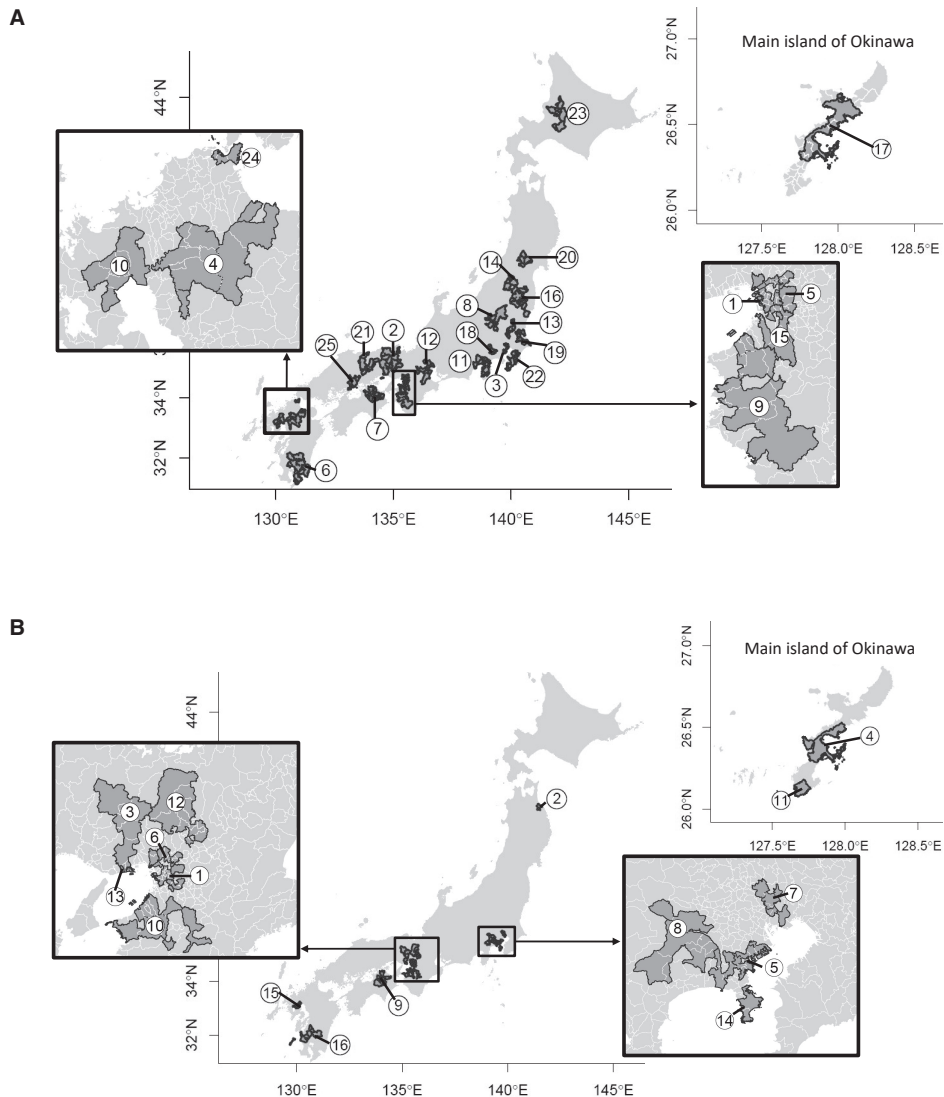 A
Main island of Okinawa
27.0°N
26.5°N
26.0°N
127.5°E 128.0°E 128.5°E
17
44°N
34°N
32°N
130°E 135°E 140°E 145°E
23
20
14
16
8
13
18
19
11
3
22
12
2
21
25
7
6
24
10
4
1
5
15
9
B
Main island of Okinawa
27.0°N
26.5°N
26.0°N
127.5°E 128.0°E 128.5°E
4
11
44°N
34°N
32°N
130°E 135°E 140°E 145°E
2
15
9
16
3
12
6
1
13
10
7
8
5
14